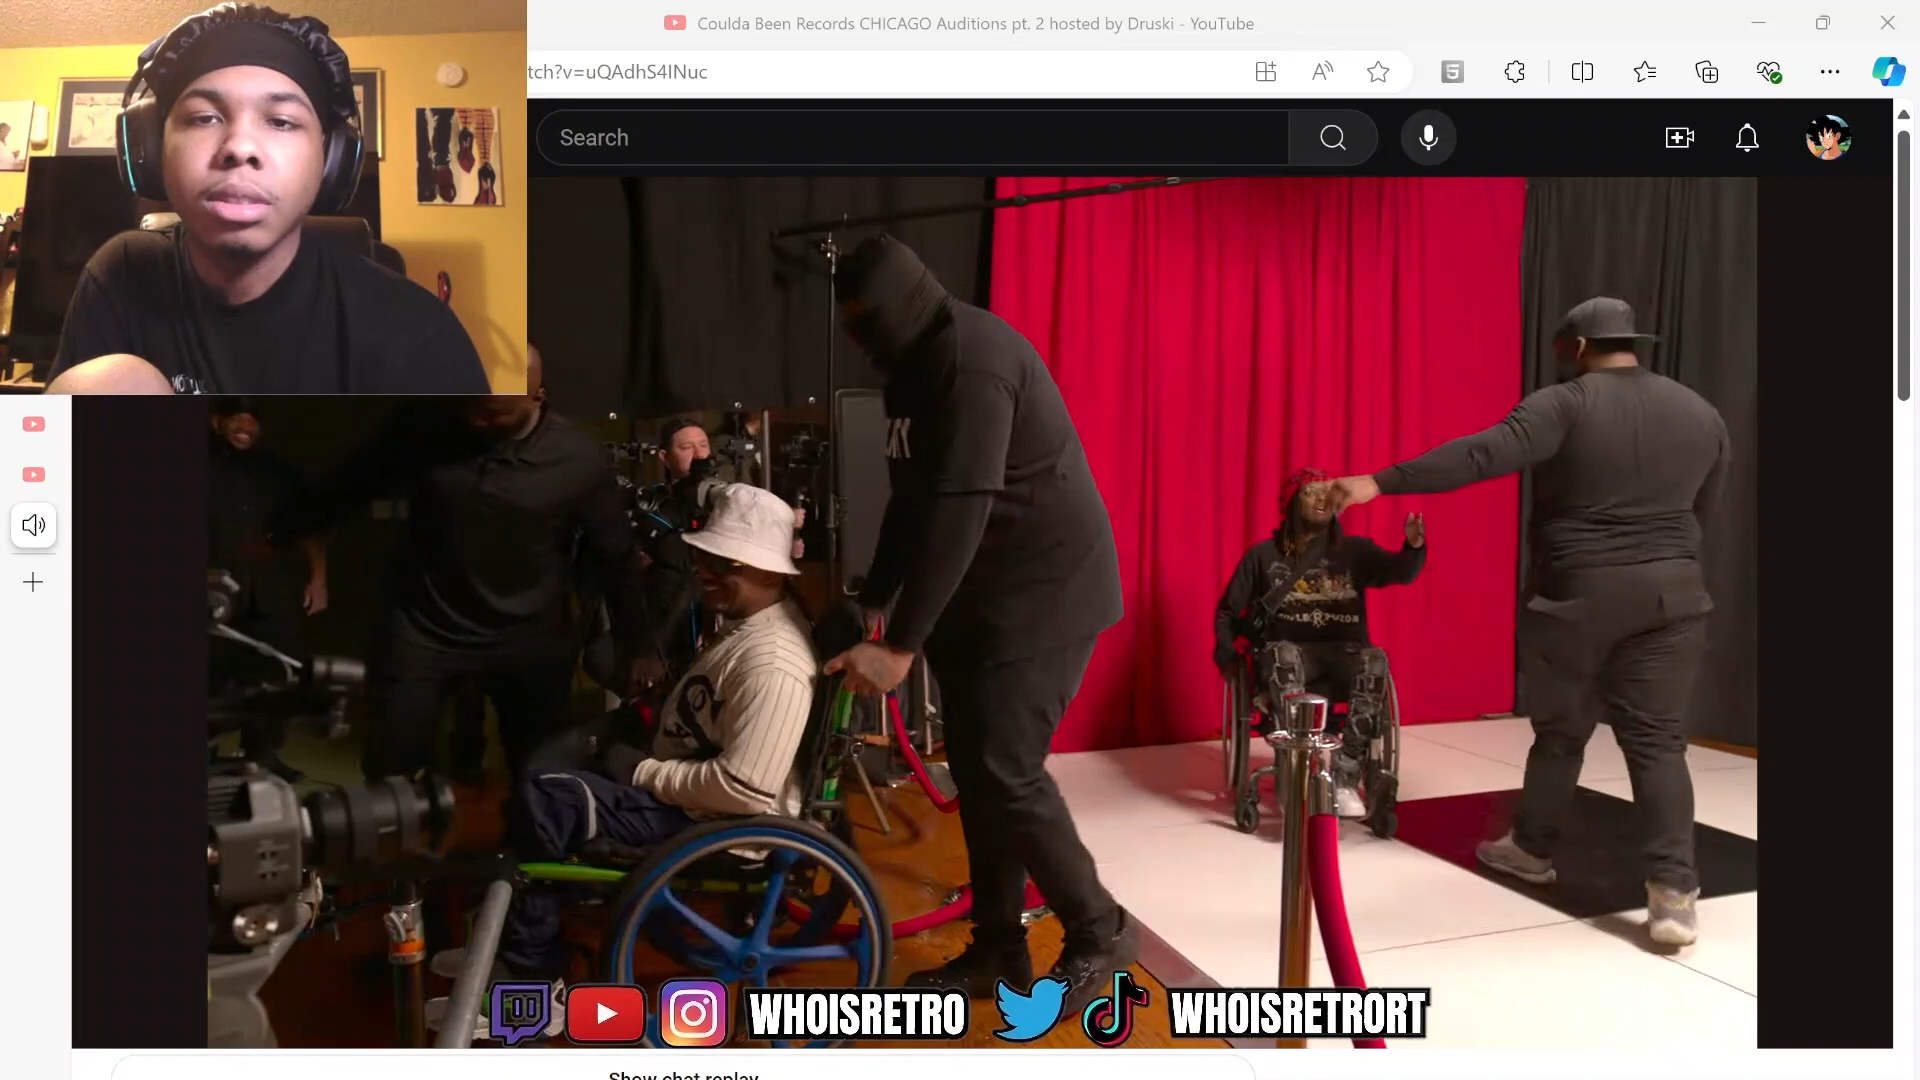 Coulda Been Records CHICAGO Auditions pt. 2 hosted by Druski - YouTube
tch?v=uQAdhS4INuc
Search
WHOISRETRO
WHOISRETRORT
Show chat replay